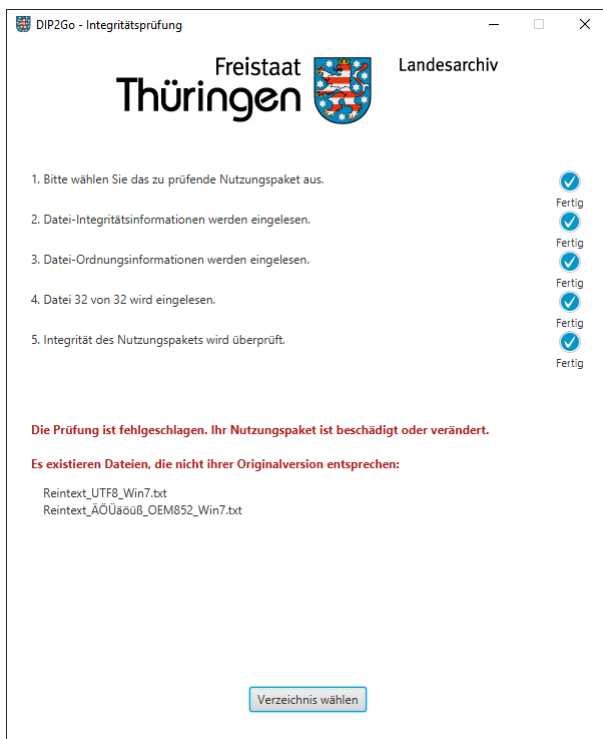 DIP2Go - Integritätsprüfung
Freistaat
Thüringen
Landesarchiv
1. Bitte wählen Sie das zu prüfende Nutzungspaket aus.
Fertig
2. Datei-Integritätsinformationen werden eingelesen.
Fertig
3. Datei-Ordnungsinformationen werden eingelesen.
Fertig
4. Datei 32 von 32 wird eingelesen.
Fertig
5. Integrität des Nutzungspakets wird überprüft.
Fertig
Die Prüfung ist fehlgeschlagen. Ihr Nutzungspaket ist beschädigt oder verändert.
Es existieren Dateien, die nicht ihrer Originalversion entsprechen:
Reintext_UTF8_Win7.txt
Reintext_ÄÖÜäöüß_OEM852_Win7.txt
Verzeichnis wählen